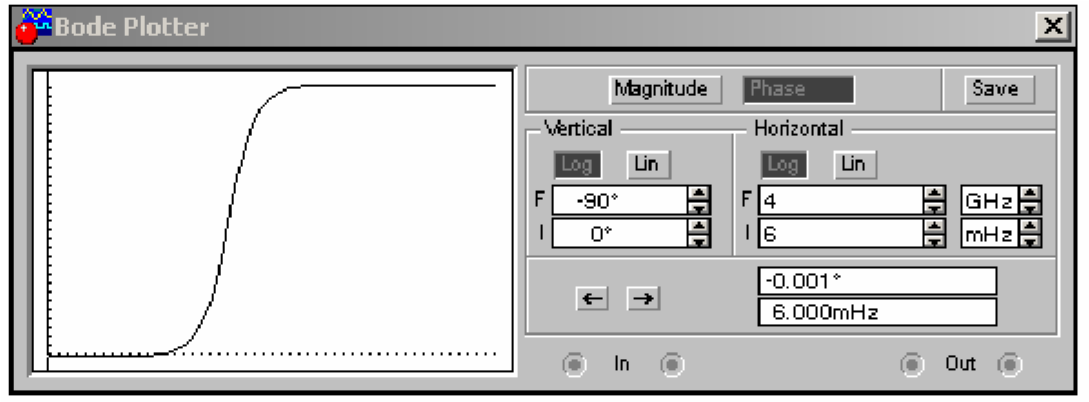 Bode Plotter
Magnitude Phase Save
Vertical Horizontal
Log Lin Log Lin
F -90° F 4 GHz
I 0° I 6 mHz
-0.001°
6.000mHz
In Out